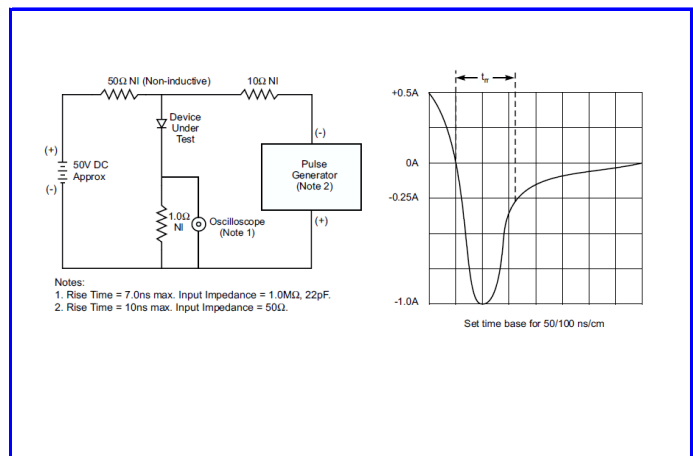 50Ω NI (Non-inductive)
10Ω NI
Device
Under
Test
(+)
50V DC
Approx
(-)
(-)
Pulse
Generator
(Note 2)
(+)
1.0Ω
NI
Oscilloscope
(Note 1)
Notes:
1. Rise Time = 7.0ns max. Input Impedance = 1.0MΩ, 22pF.
2. Rise Time = 10ns max. Input Impedance = 50Ω.
trr
+0.5A
0A
-0.25A
-1.0A
Set time base for 50/100 ns/cm